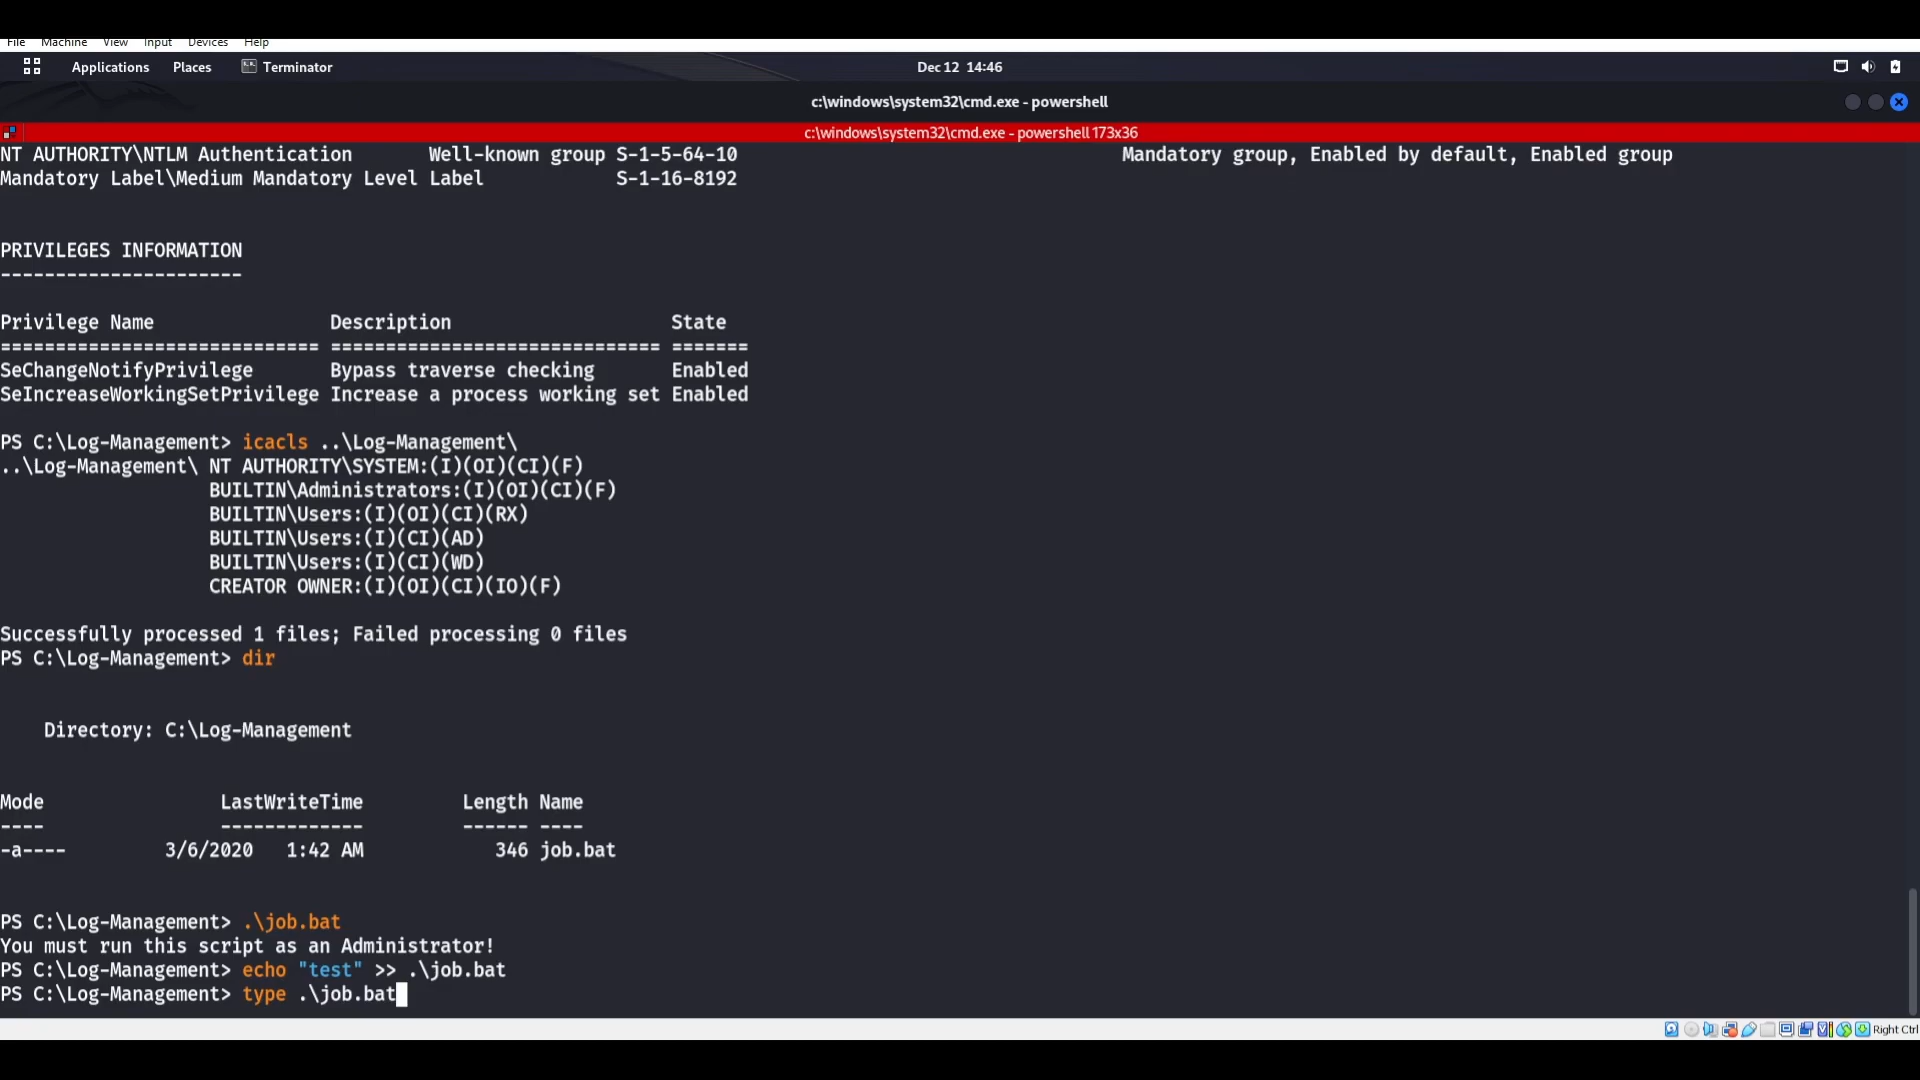 File Machine View Input Devices Help
Applications Places Terminator Dec 12 14:46
c:\windows\system32\cmd.exe - powershell
c:\windows\system32\cmd.exe - powershell 173x36
NT AUTHORITY\NTLM Authentication Well-known group S-1-5-64-10 Mandatory group, Enabled by default, Enabled group
Mandatory Label\Medium Mandatory Level Label S-1-16-8192
PRIVILEGES INFORMATION
----------------------
Privilege Name Description State
============================= ============================== =======
SeChangeNotifyPrivilege Bypass traverse checking Enabled
SeIncreaseWorkingSetPrivilege Increase a process working set Enabled
PS C:\Log-Management> icacls ..\Log-Management\
..\Log-Management\ NT AUTHORITY\SYSTEM:(I)(OI)(CI)(F)
BUILTIN\Administrators:(I)(OI)(CI)(F)
BUILTIN\Users:(I)(OI)(CI)(RX)
BUILTIN\Users:(I)(CI)(AD)
BUILTIN\Users:(I)(CI)(WD)
CREATOR OWNER:(I)(OI)(CI)(IO)(F)
Successfully processed 1 files; Failed processing 0 files
PS C:\Log-Management> dir
Directory: C:\Log-Management
Mode LastWriteTime Length Name
---- ------------- ------ ----
-a---- 3/6/2020 1:42 AM 346 job.bat
PS C:\Log-Management> .\job.bat
You must run this script as an Administrator!
PS C:\Log-Management> echo "test" >> .\job.bat
PS C:\Log-Management> type .\job.bat
Right Ctrl